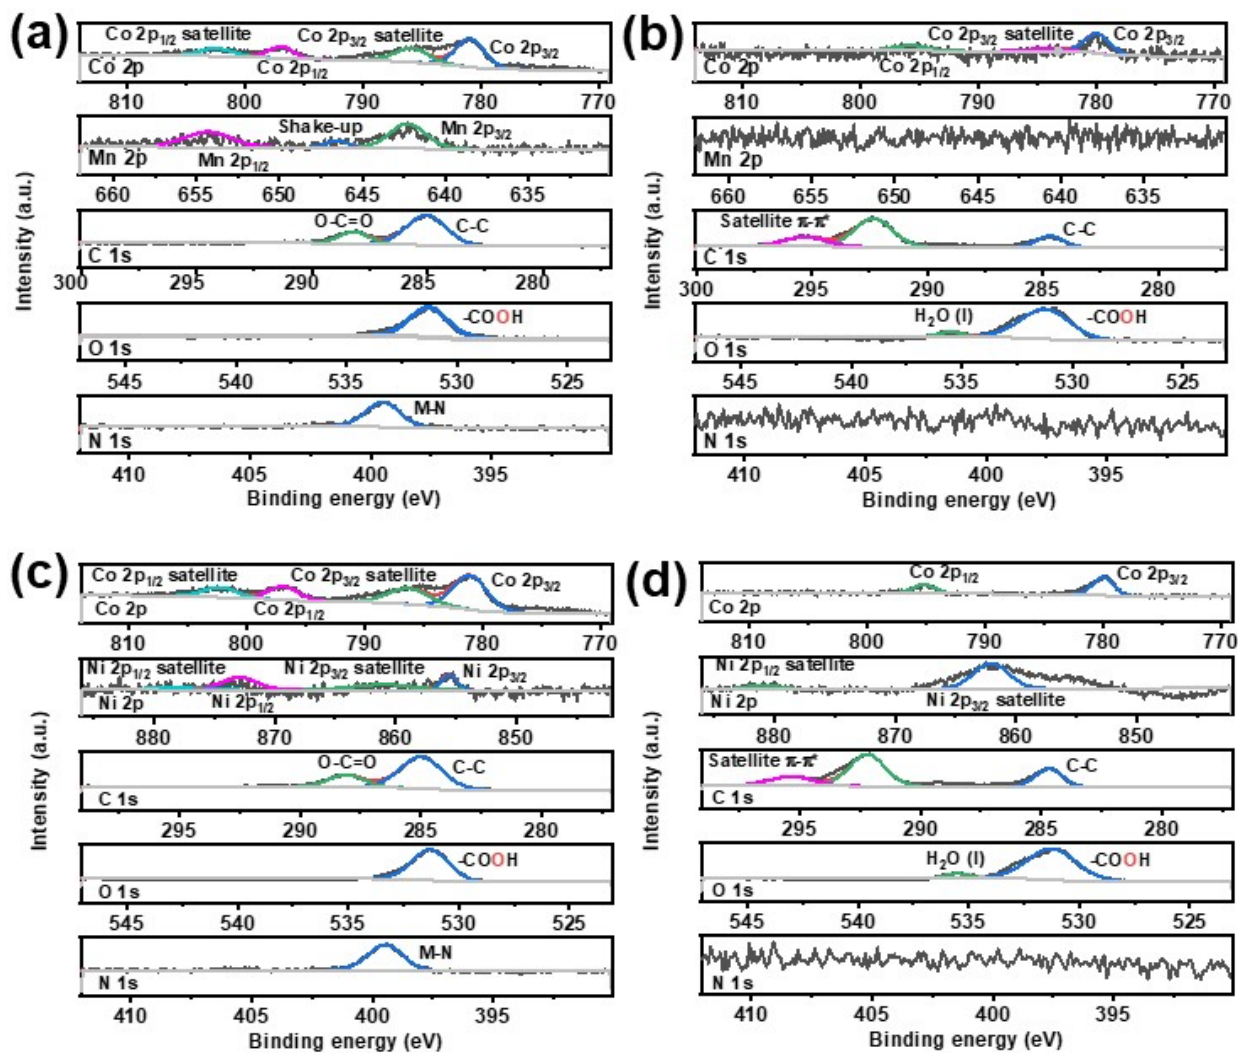 (a)
Co 2p1/2 satellite Co 2p3/2 satellite Co 2p3/2
Co 2p Co 2p1/2
810 800 790 780 770
Shake-up Mn 2p3/2
Mn 2p Mn 2p1/2
660 655 650 645 640 635
O-C=O C-C
C 1s
300 295 290 285 280
-COOH
O 1s
545 540 535 530 525
M-N
N 1s
410 405 400 395
Binding energy (eV)
Intensity (a.u.)
(b)
Co 2p3/2 satellite Co 2p3/2
Co 2p Co 2p1/2
810 800 790 780 770
Mn 2p
660 655 650 645 640 635
Satellite π-π* C-C
C 1s
300 295 290 285 280
H2O (l) -COOH
O 1s
545 540 535 530 525
N 1s
410 405 400 395
Binding energy (eV)
Intensity (a.u.)
(c)
Co 2p1/2 satellite Co 2p3/2 satellite Co 2p3/2
Co 2p Co 2p1/2
810 800 790 780 770
Ni 2p1/2 satellite Ni 2p3/2 satellite Ni 2p3/2
Ni 2p Ni 2p1/2
880 870 860 850
O-C=O C-C
C 1s
295 290 285 280
-COOH
O 1s
545 540 535 530 525
M-N
N 1s
410 405 400 395
Binding energy (eV)
Intensity (a.u.)
(d)
Co 2p1/2 Co 2p3/2
Co 2p
810 800 790 780 770
Ni 2p1/2 satellite
Ni 2p Ni 2p3/2 satellite
880 870 860 850
Satellite π-π* C-C
C 1s
295 290 285 280
H2O (l) -COOH
O 1s
545 540 535 530 525
N 1s
410 405 400 395
Binding energy (eV)
Intensity (a.u.)